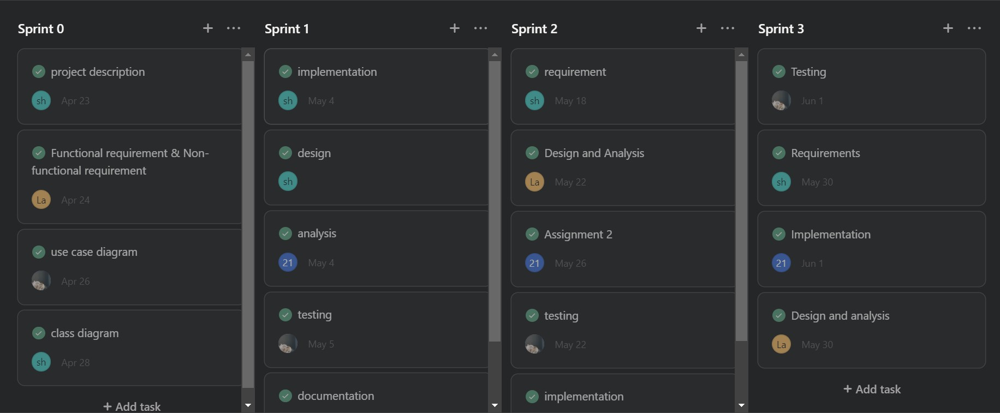 Sprint 0
project description
sh Apr 23
Functional requirement & Non-
functional requirement
La Apr 24
use case diagram
Apr 26
class diagram
sh Apr 28
+ Add task
Sprint 1
implementation
sh May 4
design
sh
analysis
21 May 4
testing
May 5
documentation
Sprint 2
requirement
sh May 18
Design and Analysis
La May 22
Assignment 2
21 May 26
testing
May 22
implementation
Sprint 3
Testing
Jun 1
Requirements
sh May 30
Implementation
21 Jun 1
Design and analysis
La May 30
+ Add task